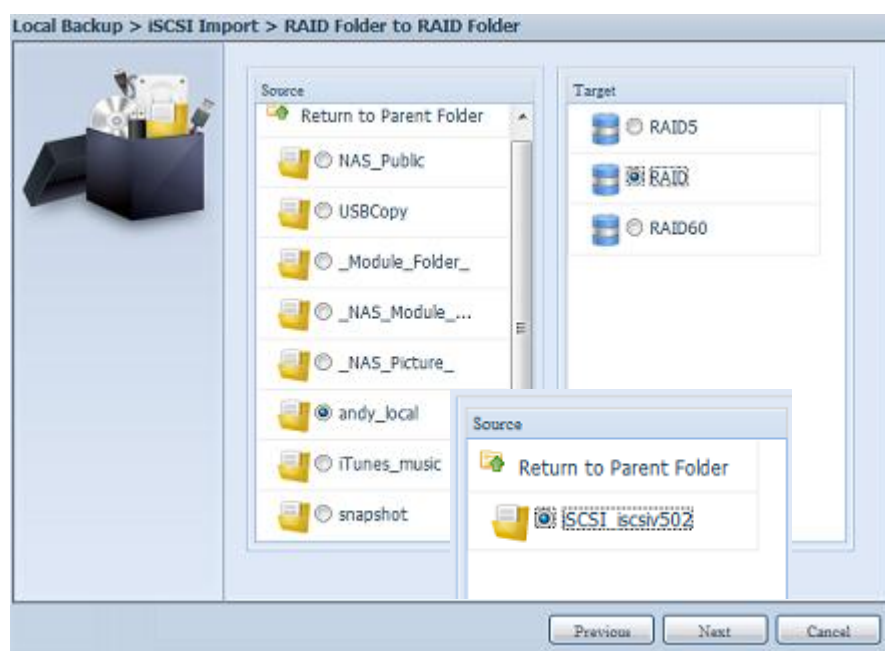 Local Backup > iSCSI Import > RAID Folder to RAID Folder
Source
Return to Parent Folder
NAS_Public
USBCopy
_Module_Folder_
_NAS_Module_...
_NAS_Picture_
andy_local
iTunes_music
snapshot
Target
RAID5
RAID
RAID60
Source
Return to Parent Folder
iSCSI_iscsiv502
Previous
Next
Cancel